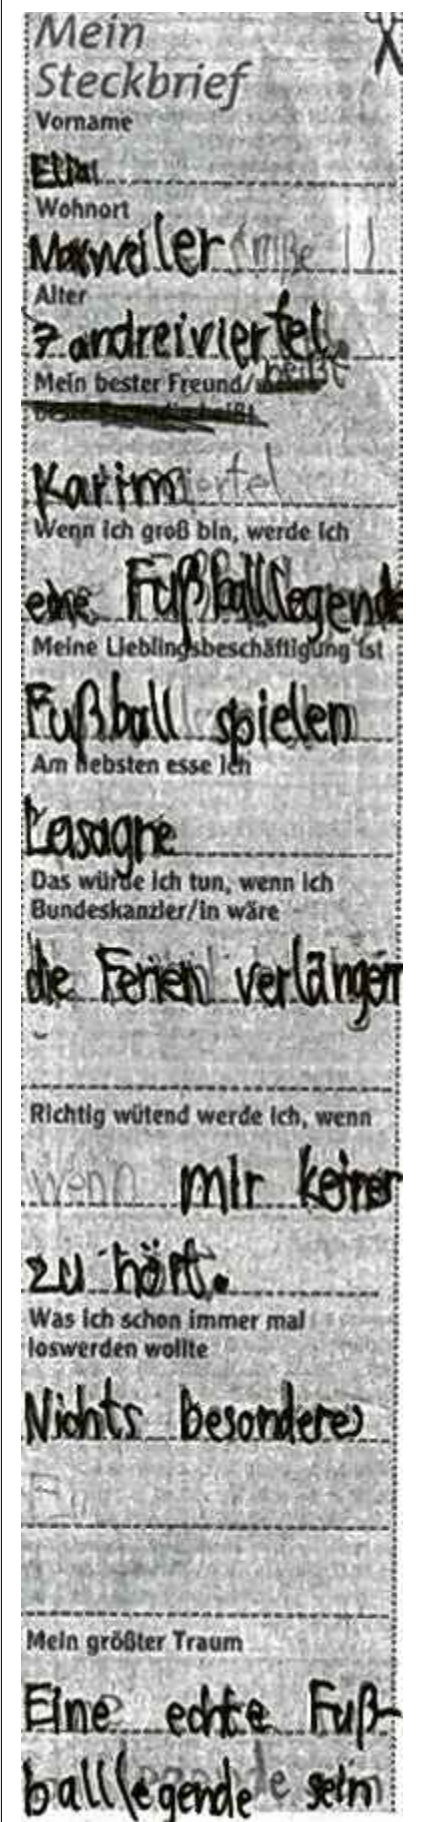 Mein
Steckbrief
Vorname
Wohnort
Alter
7 andreiviertel.
Mein bester Freund/ heißt
Karim
Wenn ich groß bin, werde ich
eine Fußballlegende
Meine Lieblingsbeschäftigung ist
Fußball spielen
Am liebsten esse ich
Lasagne
Das würde ich tun, wenn ich
Bundeskanzler/in wäre
die Ferien verlängern
Richtig wütend werde ich, wenn
wenn mir keiner
zu hört.
Was ich schon immer mal
loswerden wollte
Nichts besonderes
Mein größter Traum
Eine echte Fuß-
balllegende sein